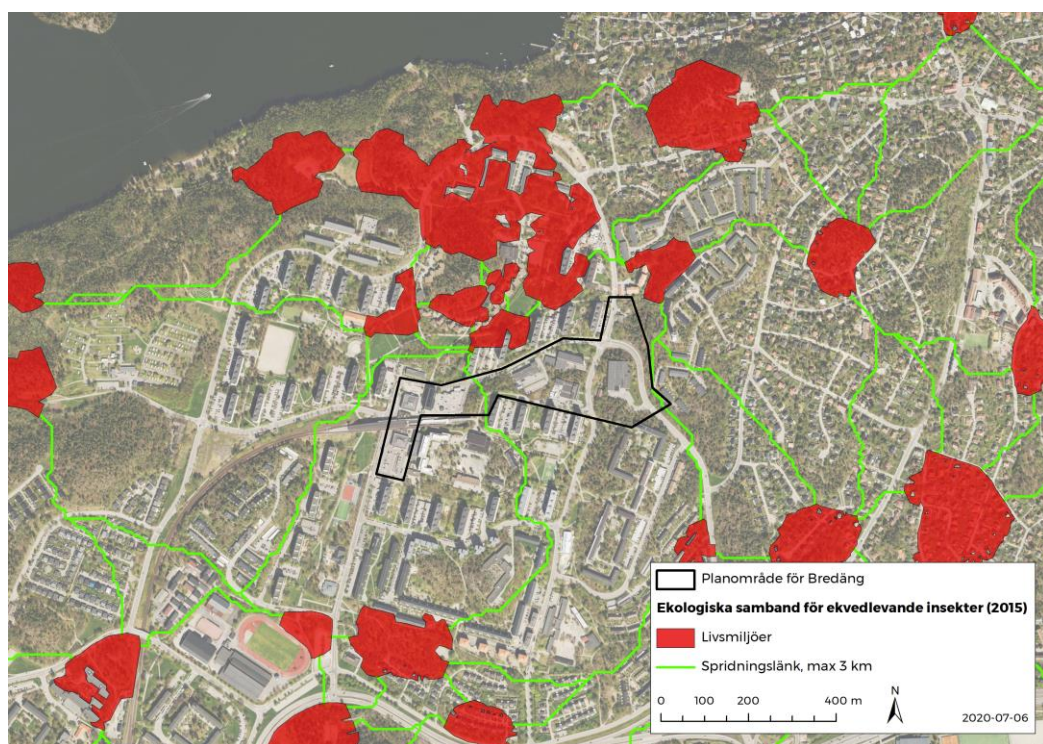 Planområde för Bredäng
Ekologiska samband för ekvedlevande insekter (2015)
Livsmiljöer
Spridningslänk, max 3 km
0 100 200 400 m
N
2020-07-06